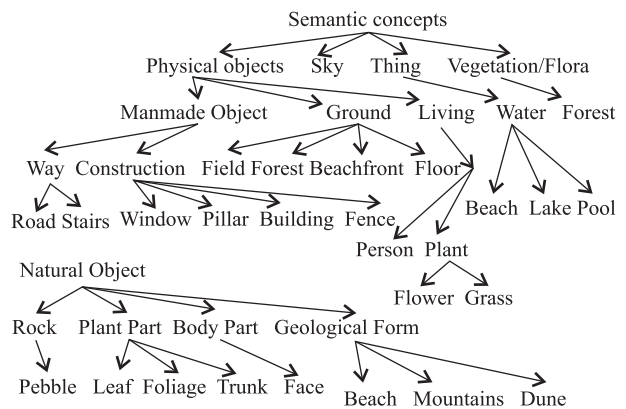 Semantic concepts
Physical objects Sky Thing Vegetation/Flora
Manmade Object Ground Living Water Forest
Way Construction Field Forest Beachfront Floor
Beach Lake Pool
Road Stairs Window Pillar Building Fence
Person Plant
Natural Object
Flower Grass
Rock Plant Part Body Part Geological Form
Pebble Leaf Foliage Trunk Face
Beach Mountains Dune